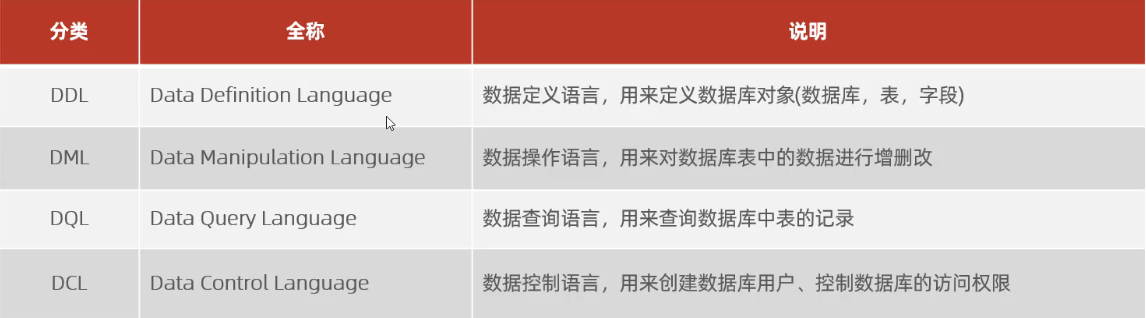 分类 全称 说明
DDL Data Definition Language 数据定义语言，用来定义数据库对象(数据库，表，字段)
DML Data Manipulation Language 数据操作语言，用来对数据库表中的数据进行增删改
DQL Data Query Language 数据查询语言，用来查询数据库中表的记录
DCL Data Control Language 数据控制语言，用来创建数据库用户、控制数据库的访问权限